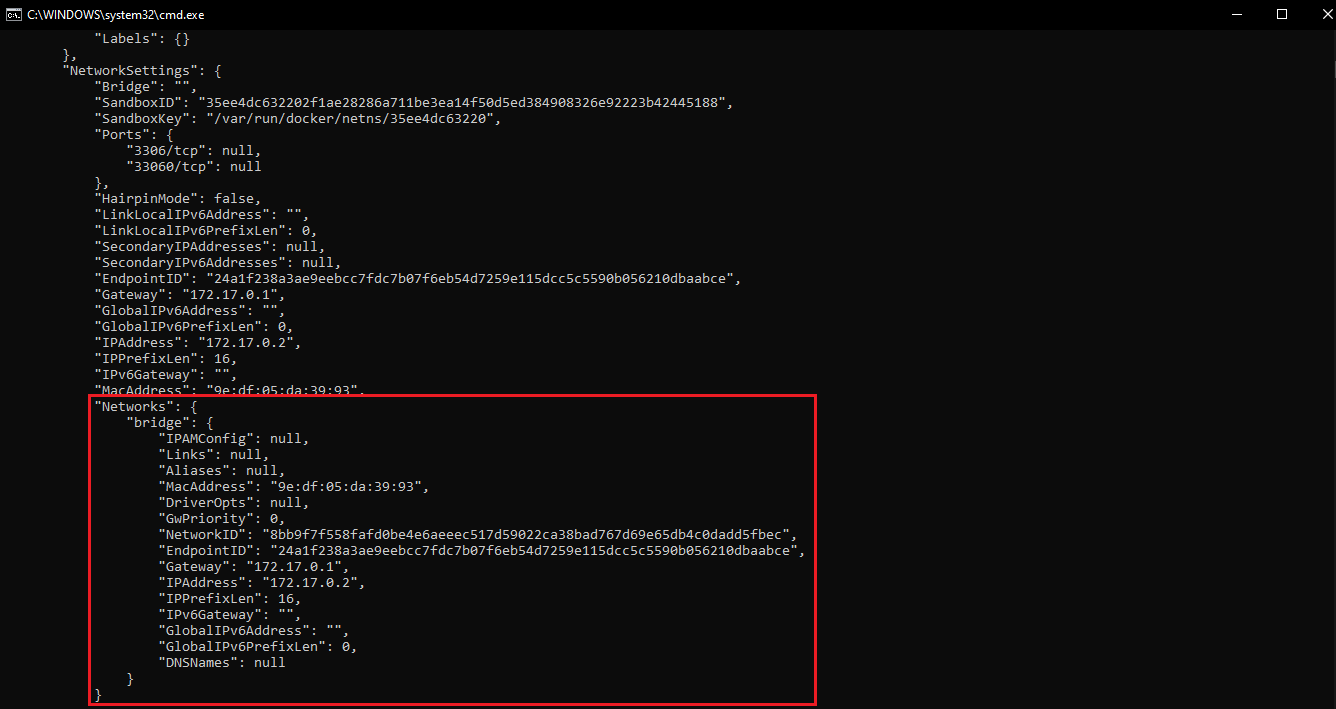 C:\WINDOWS\system32\cmd.exe
"Labels": {}
},
"NetworkSettings": {
"Bridge": "",
"SandboxID": "35ee4dc632202f1ae28286a711be3ea14f50d5ed384908326e92223b42445188",
"SandboxKey": "/var/run/docker/netns/35ee4dc63220",
"Ports": {
"3306/tcp": null,
"33060/tcp": null
},
"HairpinMode": false,
"LinkLocalIPv6Address": "",
"LinkLocalIPv6PrefixLen": 0,
"SecondaryIPAddresses": null,
"SecondaryIPv6Addresses": null,
"EndpointID": "24a1f238a3ae9eebcc7fdc7b07f6eb54d7259e115dcc5c5590b056210dbaabce",
"Gateway": "172.17.0.1",
"GlobalIPv6Address": "",
"GlobalIPv6PrefixLen": 0,
"IPAddress": "172.17.0.2",
"IPPrefixLen": 16,
"IPv6Gateway": "",
"MacAddress": "9e:df:05:da:39:93",
"Networks": {
"bridge": {
"IPAMConfig": null,
"Links": null,
"Aliases": null,
"MacAddress": "9e:df:05:da:39:93",
"DriverOpts": null,
"GwPriority": 0,
"NetworkID": "8bb9f7f558fafd0be4e6aeeec517d59022ca38bad767d69e65db4c0dadd5fbec",
"EndpointID": "24a1f238a3ae9eebcc7fdc7b07f6eb54d7259e115dcc5c5590b056210dbaabce",
"Gateway": "172.17.0.1",
"IPAddress": "172.17.0.2",
"IPPrefixLen": 16,
"IPv6Gateway": "",
"GlobalIPv6Address": "",
"GlobalIPv6PrefixLen": 0,
"DNSNames": null
}
}